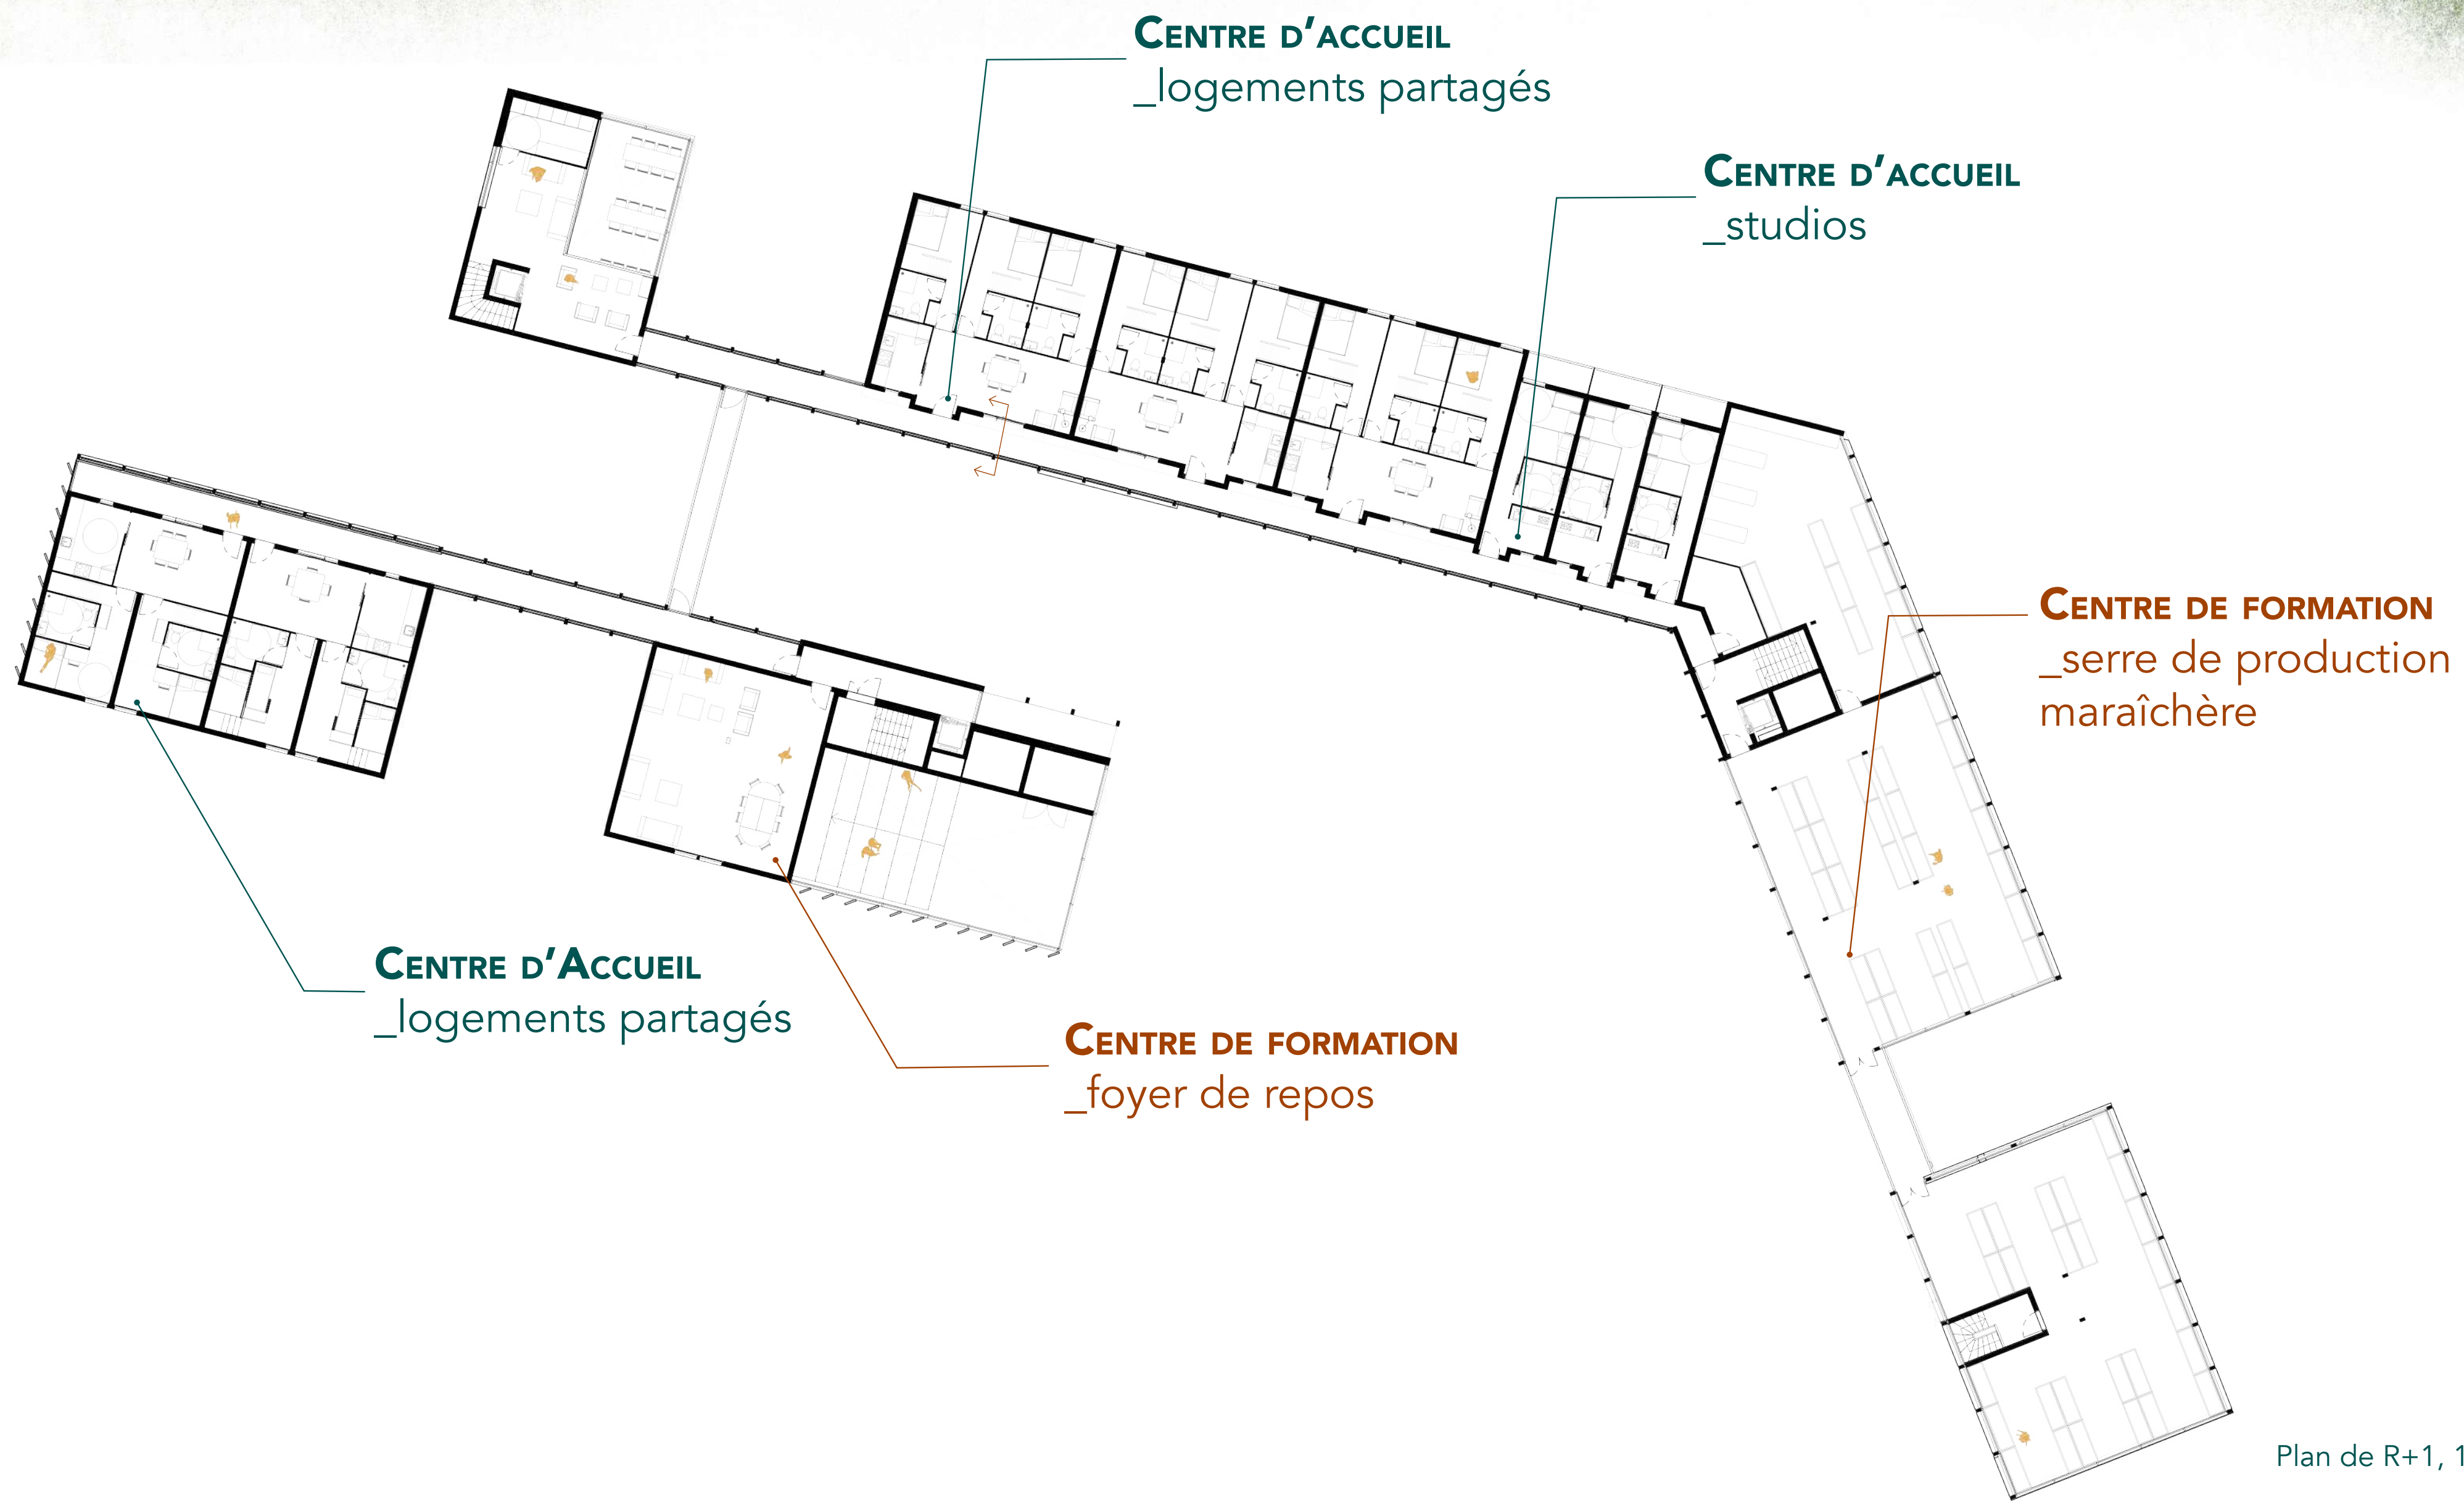 CENTRE D'ACCUEIL
_logements partagés
CENTRE D'ACCUEIL
_studios
CENTRE DE FORMATION
_serre de production
maraîchère
CENTRE D'ACCUEIL
_logements partagés
CENTRE DE FORMATION
_foyer de repos
Plan de R+1, 1